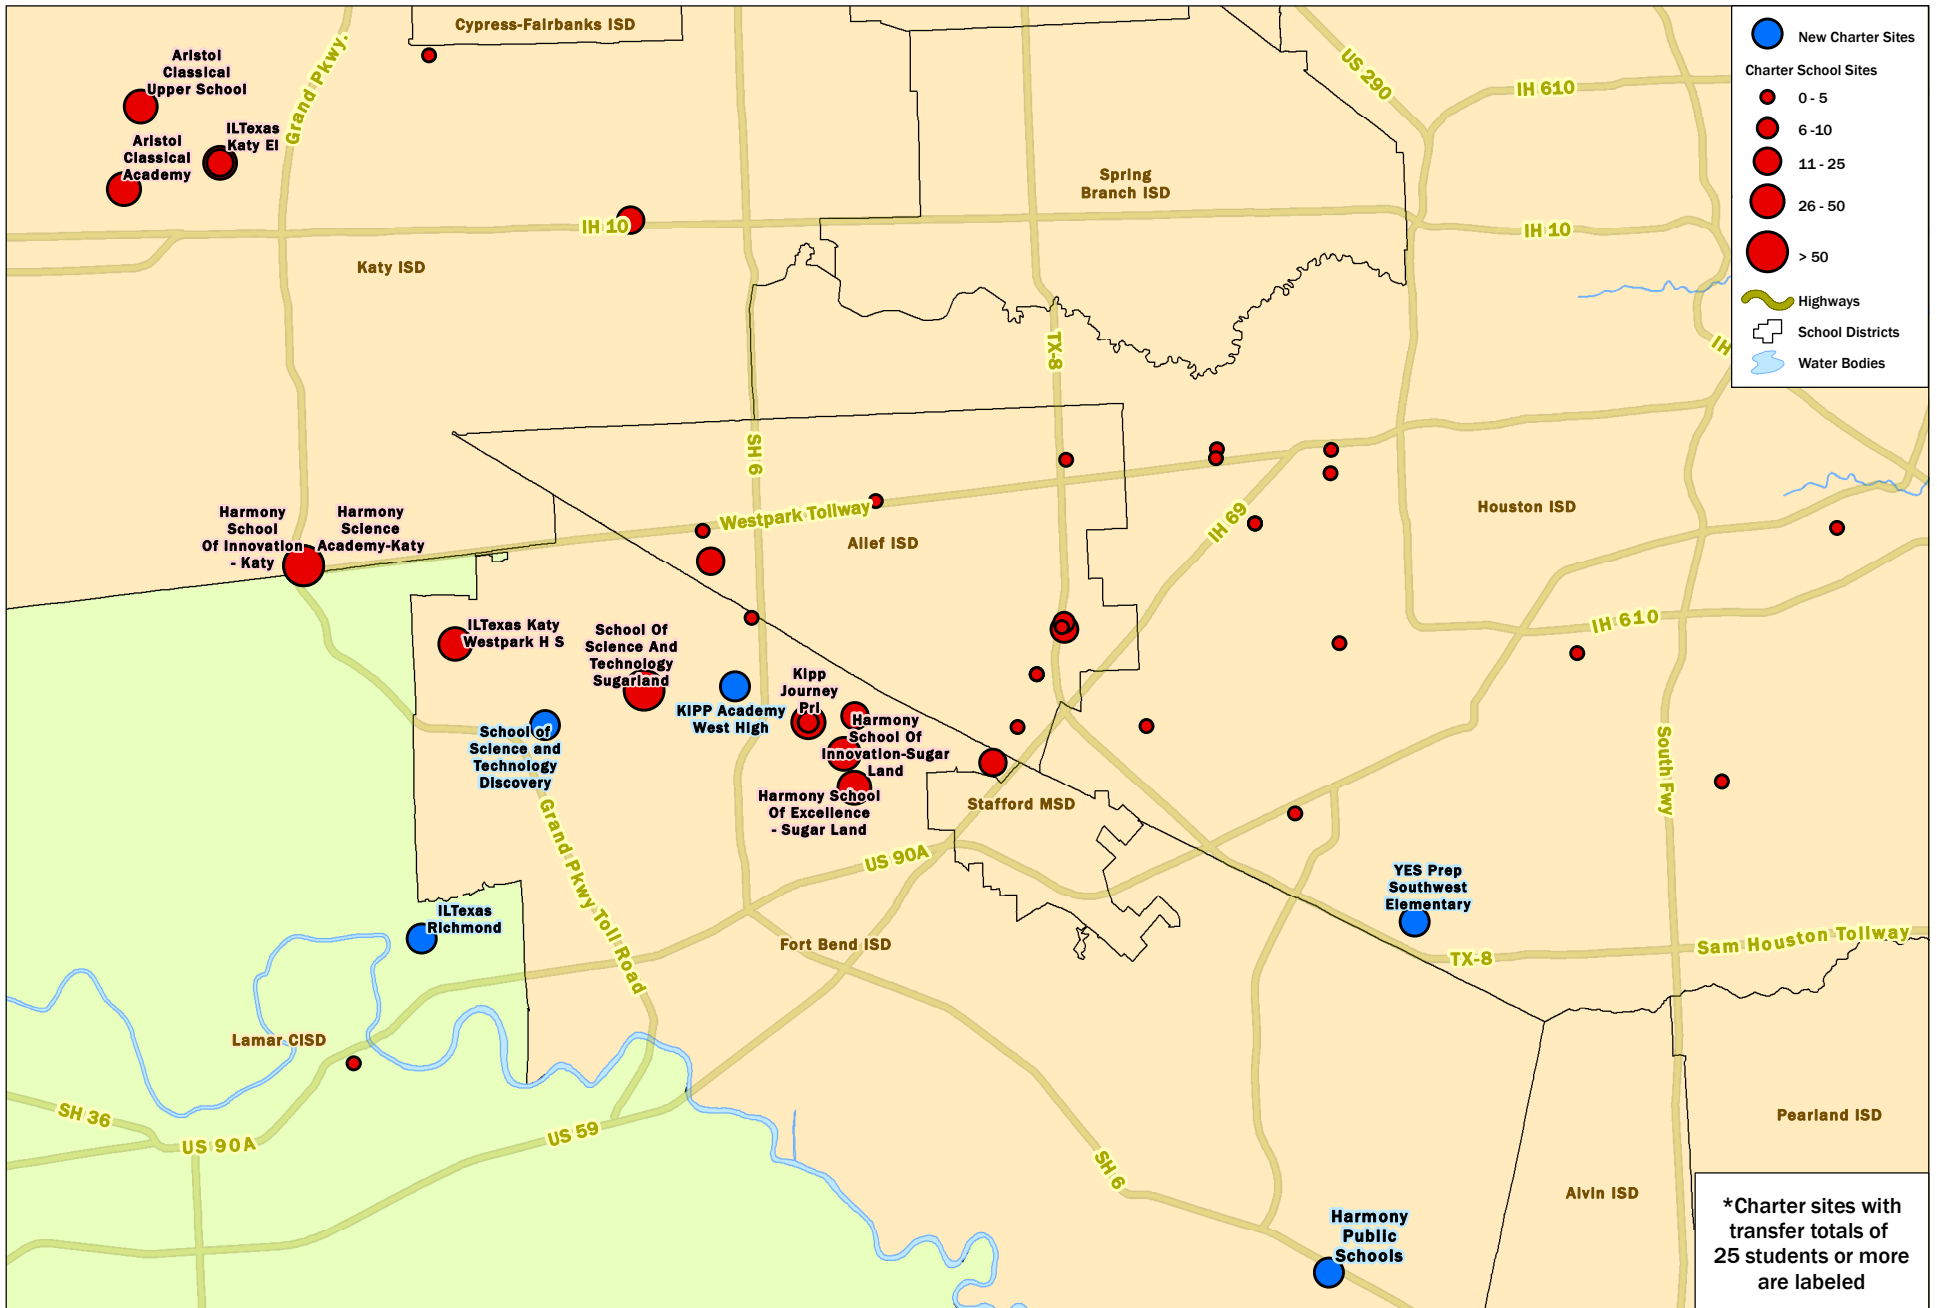 Cypress-Fairbanks ISD
Aristoi
Classical
Upper School
ILTexas
Katy El
Aristoi
Classical
Academy
Grand Pkwy.
US 290
IH 610
Spring
Branch ISD
IH 10
IH 10
Katy ISD
TX-8
IH
New Charter Sites
Charter School Sites
0 - 5
6 -10
11 - 25
26 - 50
> 50
Highways
School Districts
Water Bodies
SH 6
Westpark Tollway
Alief ISD
IH 69
Houston ISD
Harmony
School
Of Innovation
- Katy
Harmony
Science
Academy-Katy
ILTexas Katy
Westpark H S
School Of
Science And
Technology
Sugarland
KIPP Academy
West High
Kipp
Journey
Pri
Harmony
School Of
Innovation-Sugar
Land
School of
Science and
Technology
Discovery
Harmony School
Of Excellence
- Sugar Land
IH 610
South Fwy
Stafford MSD
US 90A
Grand Pkwy Toll Road
YES Prep
Southwest
Elementary
ILTexas
Richmond
Fort Bend ISD
TX-8
Sam Houston Tollway
Lamar CISD
SH 36
US 90A
US 59
SH 6
Pearland ISD
Alvin ISD
Harmony
Public
Schools
*Charter sites with
transfer totals of
25 students or more
are labeled